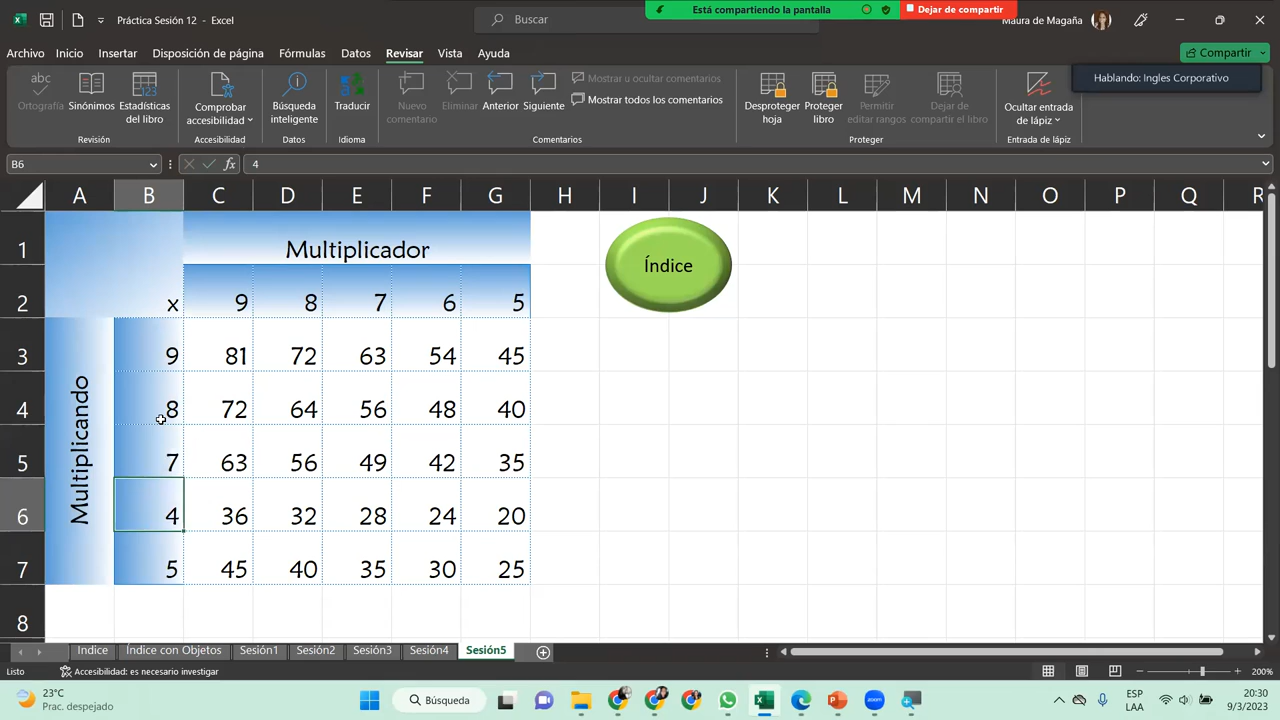 Práctica Sesión 12 - Excel
Buscar
Está compartiendo la pantalla
Dejar de compartir
Maura de Magaña
Archivo Inicio Insertar Disposición de página Fórmulas Datos Revisar Vista Ayuda
Compartir
Hablando: Ingles Corporativo
abc
Ortografía
Sinónimos
Estadísticas
del libro
Comprobar
accesibilidad
Búsqueda
inteligente
Traducir
Nuevo
comentario
Eliminar
Anterior
Siguiente
Mostrar u ocultar comentarios
Mostrar todos los comentarios
Desproteger
hoja
Proteger
libro
Permitir
editar rangos
Dejar de
compartir el libro
Ocultar entrada
de lápiz
Revisión Accesibilidad Datos Idioma Comentarios Proteger Entrada de lápiz
B6 fx 4
A B C D E F G H I J K L M N O P Q R
1 Multiplicador
Índice
2 x 9 8 7 6 5
3 9 81 72 63 54 45
4 8 72 64 56 48 40
5 7 63 56 49 42 35
6 4 36 32 28 24 20
7 5 45 40 35 30 25
8
Multiplicando
Indice Índice con Objetos Sesión1 Sesión2 Sesión3 Sesión4 Sesión5
Listo Accesibilidad: es necesario investigar 200%
23°C
Prac. despejado
Búsqueda
zoom
ESP
LAA
20:30
9/3/2023